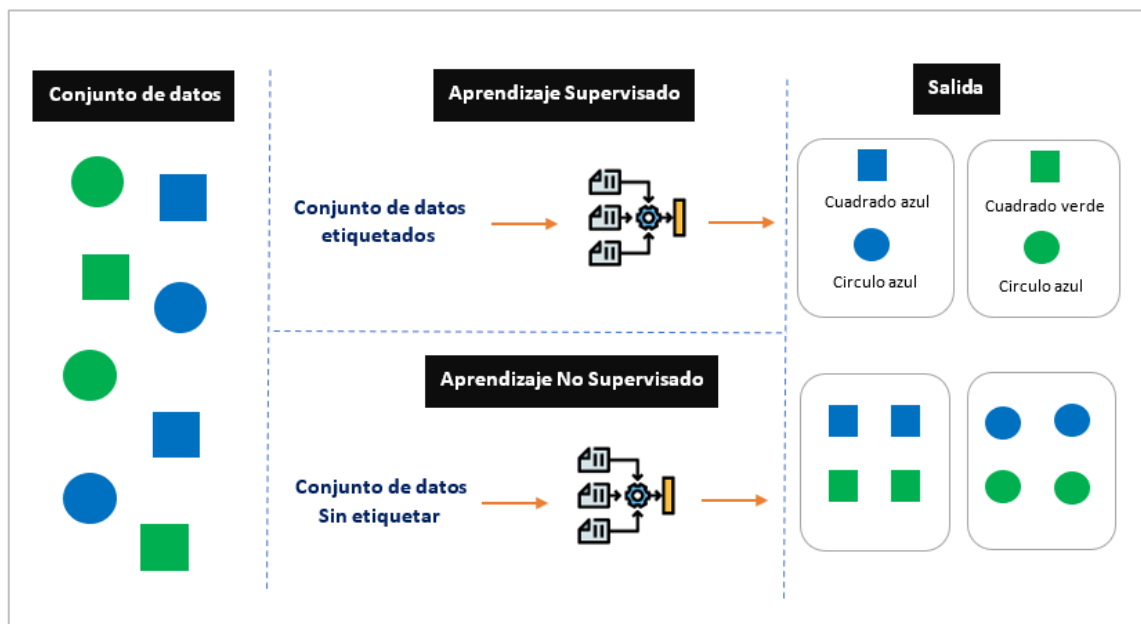 Conjunto de datos
Aprendizaje Supervisado
Salida
Conjunto de datos
etiquetados
Cuadrado azul
Cuadrado verde
Circulo azul
Circulo azul
Aprendizaje No Supervisado
Conjunto de datos
Sin etiquetar